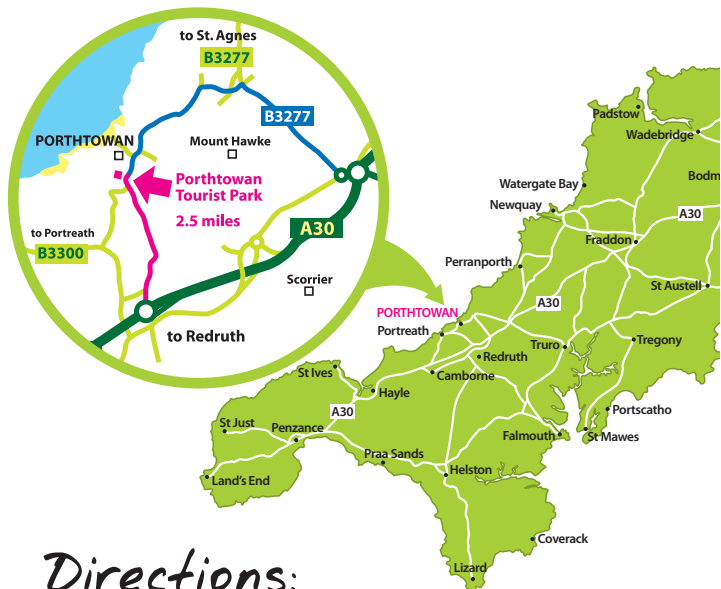 to St. Agnes
B3277
B3277
PORTHTOWAN
Mount Hawke
Porthtowan
Tourist Park
2.5 miles
A30
to Portreath
B3300
Scorrier
to Redruth
Padstow
Wadebridge
Bodm
Watergate Bay
Newquay
A30
Fraddon
Perranporth
St Austell
A30
PORTHTOWAN
Portreath
Truro
Tregony
Redruth
St Ives
Camborne
Hayle
A30
Portscatho
St Just
Penzance
Falmouth
St Mawes
Praa Sands
Helston
Land's End
Coverack
Lizard
Directions: